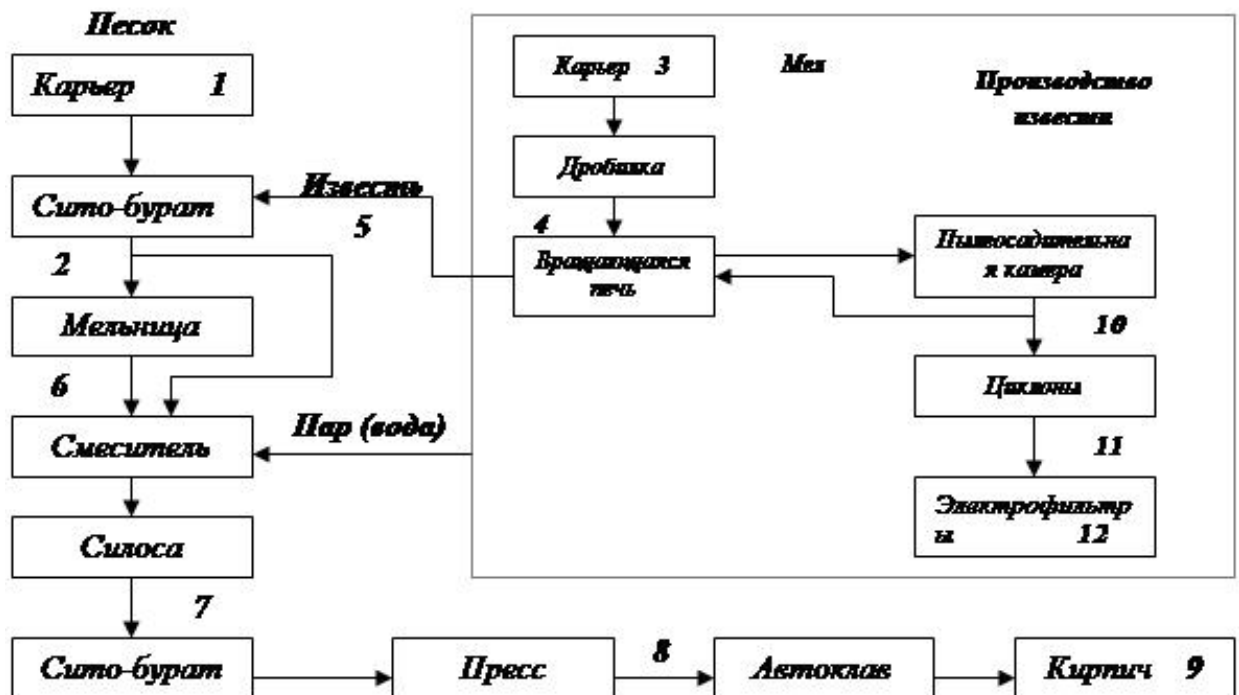 Песок
Карьер 1
Сито-бурат
2
Мельница
6
Смеситель
Силоса
7
Сито-бурат
Известь
5
Пар (вода)
Карьер 3
Мел
Производство
извести
Дробилка
4
Вращающаяся
печь
Пылеосадительна
я камера
10
Циклоны
11
Электрофильтр
ы 12
Пресс
8
Автоклав
Кирпич 9